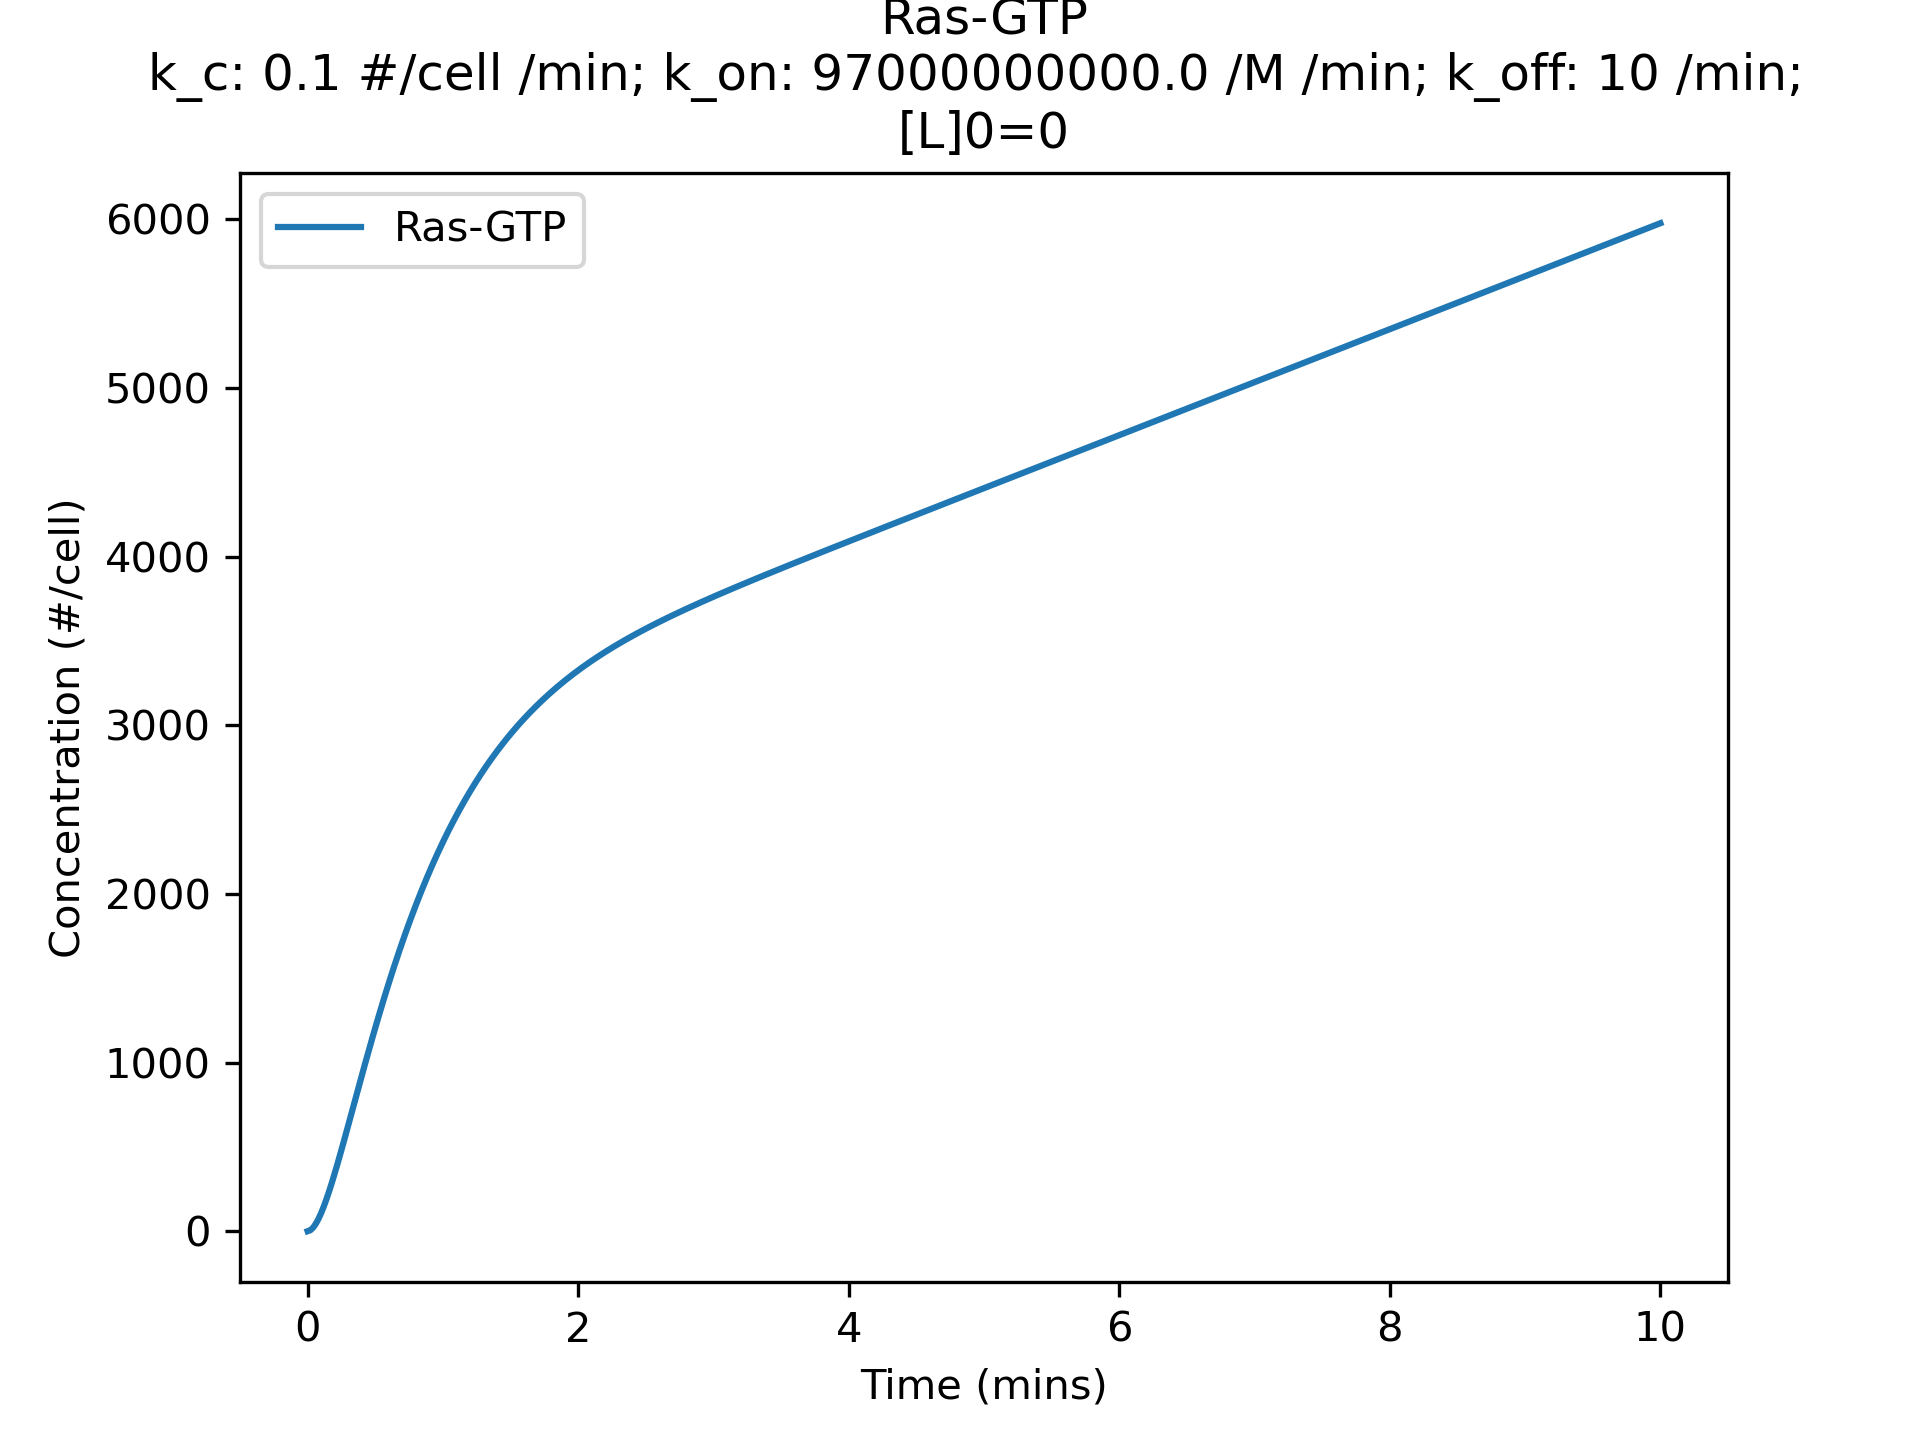 Ras-GTP
k_c: 0.1 #/cell /min; k_on: 97000000000.0 /M /min; k_off: 10 /min;
[L]0=0
Ras-GTP
6000
5000
4000
3000
2000
1000
0
Concentration (#/cell)
0 2 4 6 8 10
Time (mins)